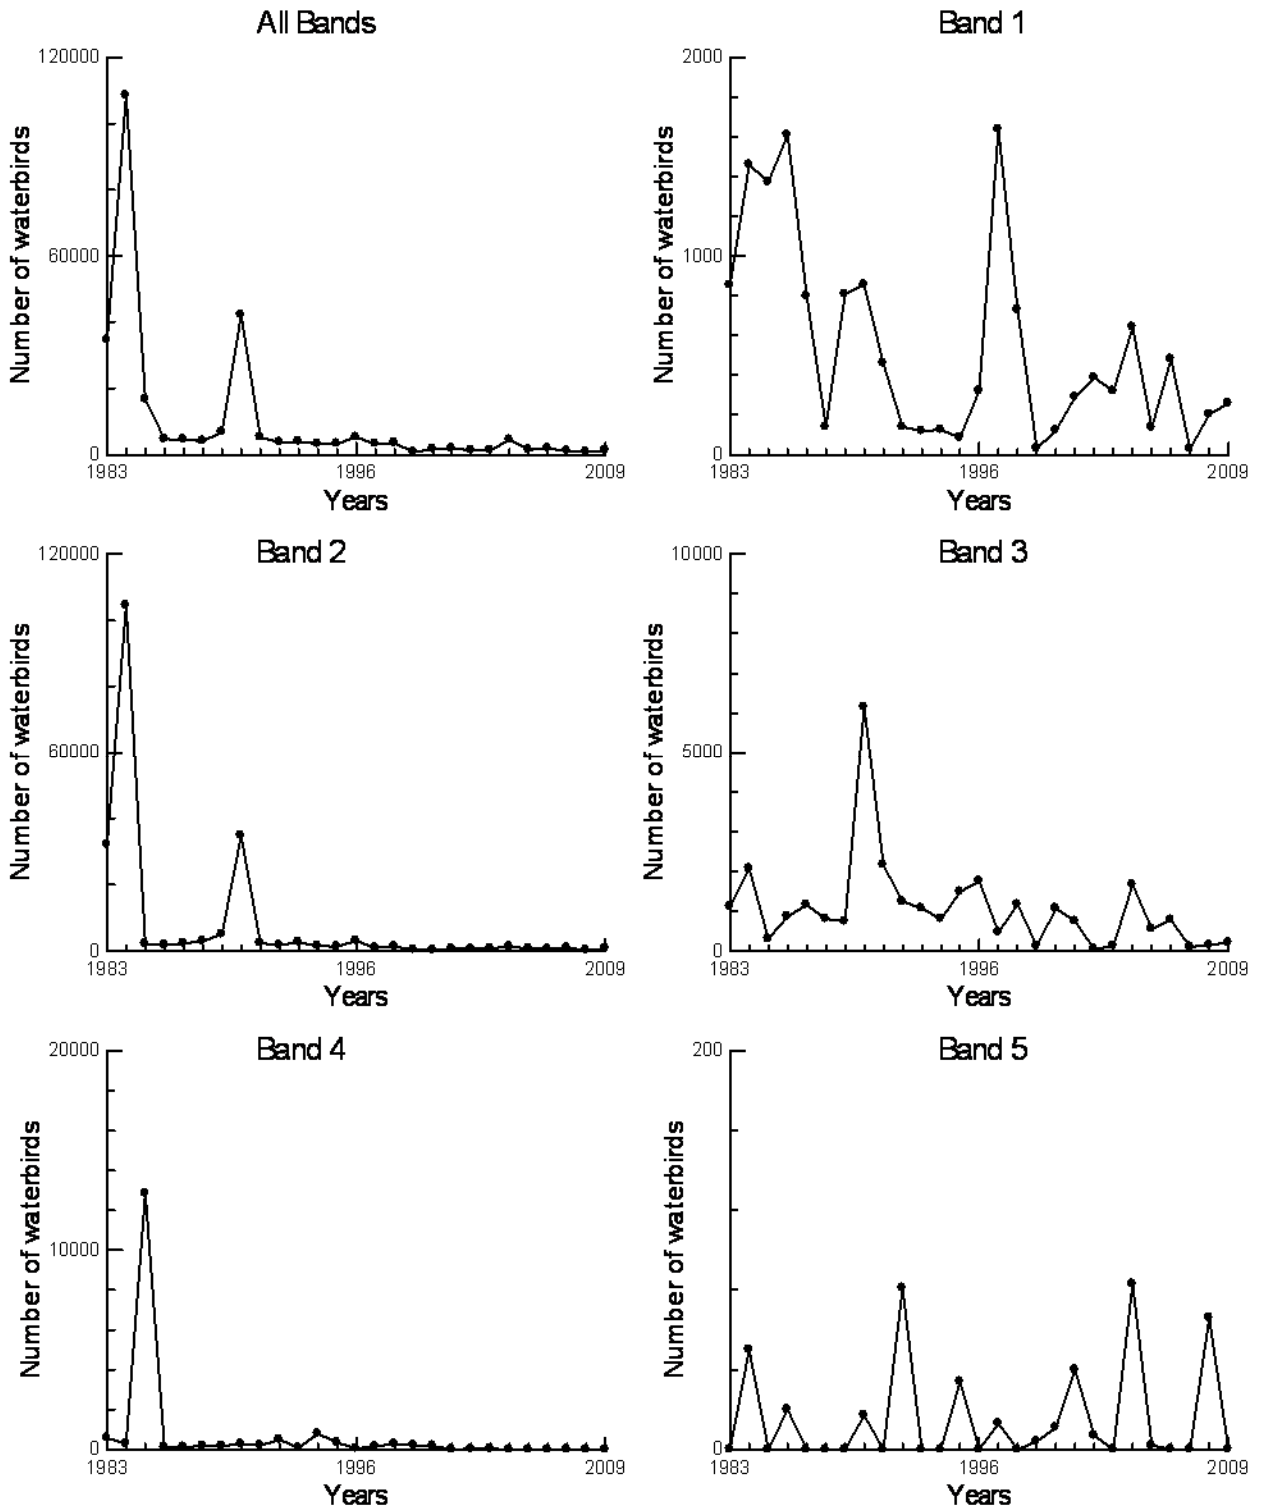 All Bands
120000
60000
0
Number of waterbirds
1983
1996
2009
Years
Band 1
2000
1000
0
Number of waterbirds
1983
1996
2009
Years
Band 2
120000
60000
0
Number of waterbirds
1983
1996
2009
Years
Band 3
10000
5000
0
Number of waterbirds
1983
1996
2009
Years
Band 4
20000
10000
0
Number of waterbirds
1983
1996
2009
Years
Band 5
200
0
Number of waterbirds
1983
1996
2009
Years